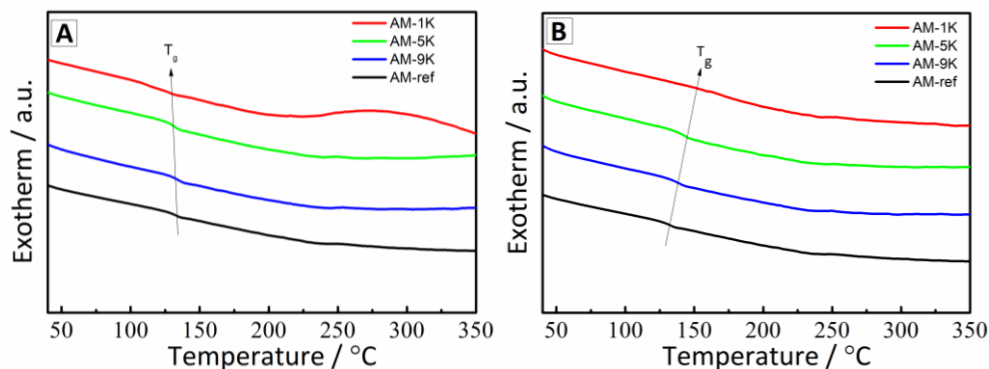 A
AM-1K
AM-5K
AM-9K
AM-ref
Tg
Exotherm / a.u.
50 100 150 200 250 300 350
Temperature / °C
B
AM-1K
AM-5K
AM-9K
AM-ref
Tg
Exotherm / a.u.
50 100 150 200 250 300 350
Temperature / °C